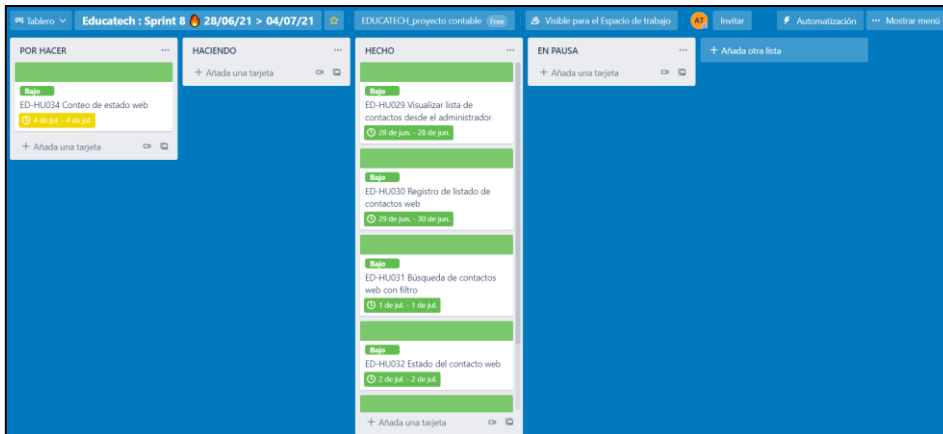 Tablero
Educatech : Sprint 8 🔥 28/06/21 > 04/07/21
EDUCATECH_proyecto contable Free
Visible para el Espacio de trabajo
AT
Invitar
Automatización
··· Mostrar menú
POR HACER ···
Bajo
ED-HU034 Conteo de estado web
4 de jul. - 4 de jul.
+ Añada una tarjeta
HACIENDO ···
+ Añada una tarjeta
HECHO ···
Bajo
ED-HU029 Visualizar lista de
contactos desde el administrador
28 de jun. - 28 de jun.
Bajo
ED-HU030 Registro de listado de
contactos web
29 de jun. - 30 de jun.
Bajo
ED-HU031 Búsqueda de contactos
web con filtro
1 de jul. - 1 de jul.
Bajo
ED-HU032 Estado del contacto web
2 de jul. - 2 de jul.
+ Añada una tarjeta
EN PAUSA ···
+ Añada una tarjeta
+ Añada otra lista